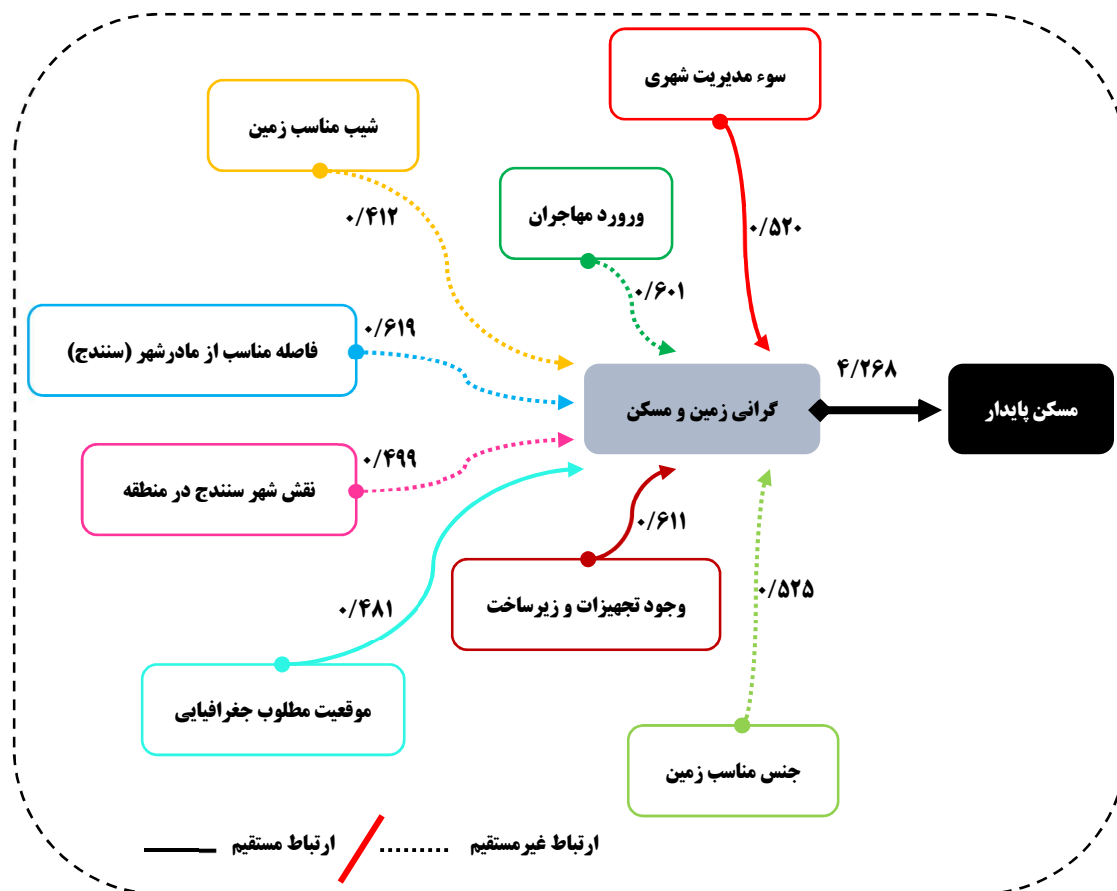 سوء مدیریت شهری
شیب مناسب زمین
ورورد مهاجران
۰/۴۱۲
۰/۵۲۰
۰/۶۰۱
فاصله مناسب از مادرشهر (سنندج)
۰/۶۱۹
گرانی زمین و مسکن
۴/۲۶۸
مسکن پایدار
نقش شهر سنندج در منطقه
۰/۴۹۹
۰/۶۱۱
۰/۵۲۵
وجود تجهیزات و زیرساخت
۰/۴۸۱
موقعیت مطلوب جغرافیایی
جنس مناسب زمین
ارتباط غیرمستقیم
ارتباط مستقیم